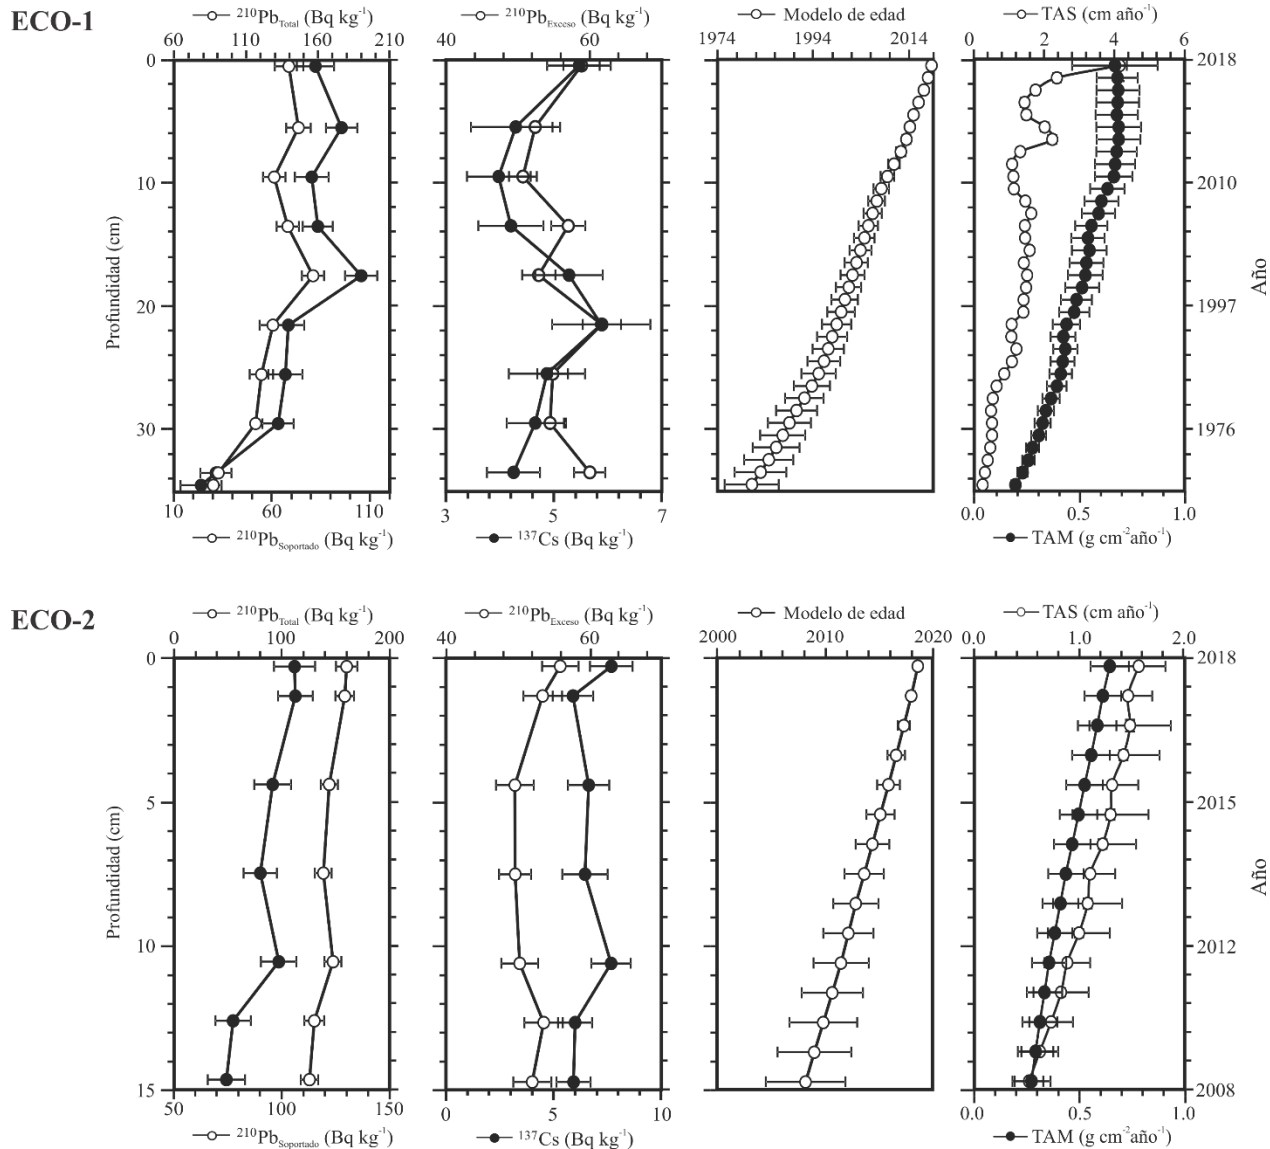 ECO-1
²¹⁰Pb_Total (Bq kg⁻¹)
²¹⁰Pb_Exceso (Bq kg⁻¹)
Modelo de edad
TAS (cm año⁻¹)
60 110 160 210
40 60
1974 1994 2014
0 2 4 6
0
10
20
30
Profundidad (cm)
2018
2010
1997
1976
Año
10 60 110
3 5 7
0.0 0.5 1.0
²¹⁰Pb_Soportado (Bq kg⁻¹)
¹³⁷Cs (Bq kg⁻¹)
TAM (g cm⁻²año⁻¹)
ECO-2
²¹⁰Pb_Total (Bq kg⁻¹)
²¹⁰Pb_Exceso (Bq kg⁻¹)
Modelo de edad
TAS (cm año⁻¹)
0 100 200
40 60
2000 2010 2020
0.0 1.0 2.0
0
5
10
15
Profundidad (cm)
2018
2015
2012
2008
Año
50 100 150
0 5 10
0.0 0.5 1.0
²¹⁰Pb_Soportado (Bq kg⁻¹)
¹³⁷Cs (Bq kg⁻¹)
TAM (g cm⁻²año⁻¹)